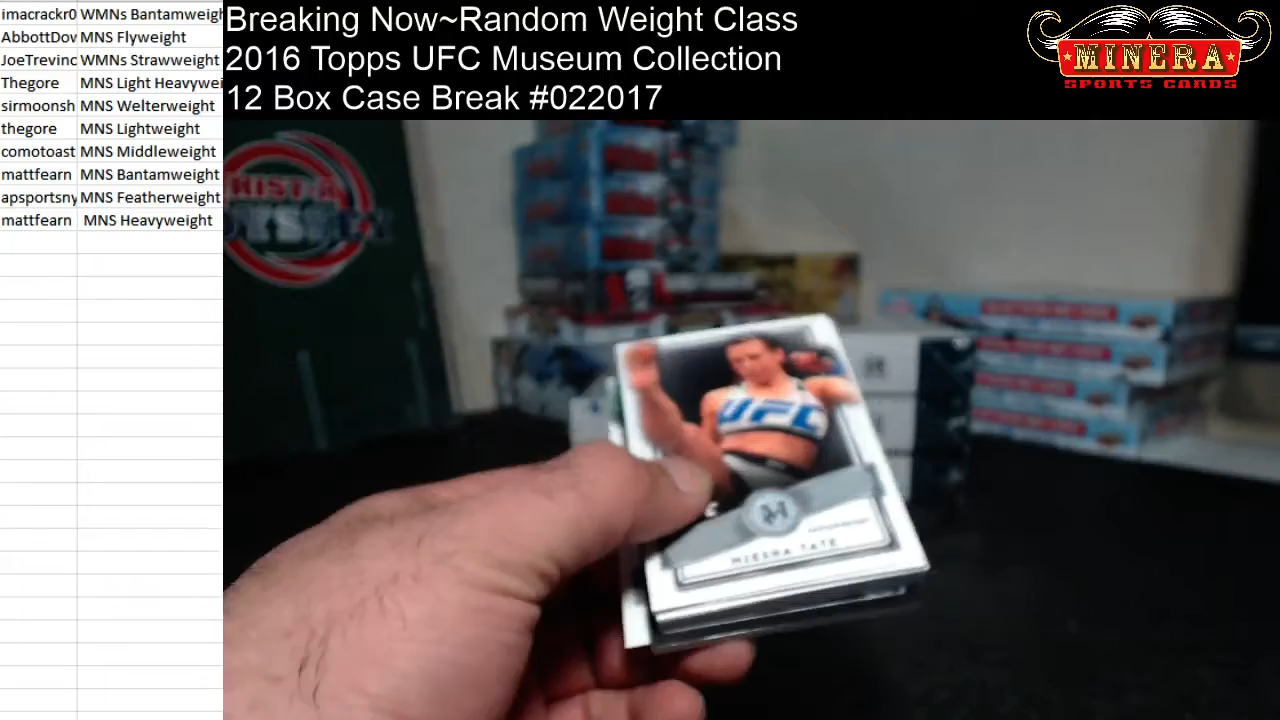 imacrackr0 WMNs Bantamweigh
AbbottDov MNS Flyweight
JoeTrevino WMNs Strawweight
Thegore MNS Light Heavywei
sirmoonsh MNS Welterweight
thegore MNS Lightweight
comotoast MNS Middleweight
mattfearn MNS Bantamweight
apsportsny MNS Featherweight
mattfearn MNS Heavyweight
Breaking Now~Random Weight Class
2016 Topps UFC Museum Collection
12 Box Case Break #022017
MINERA
SPORTS CARDS
UFC
MIESHA TATE